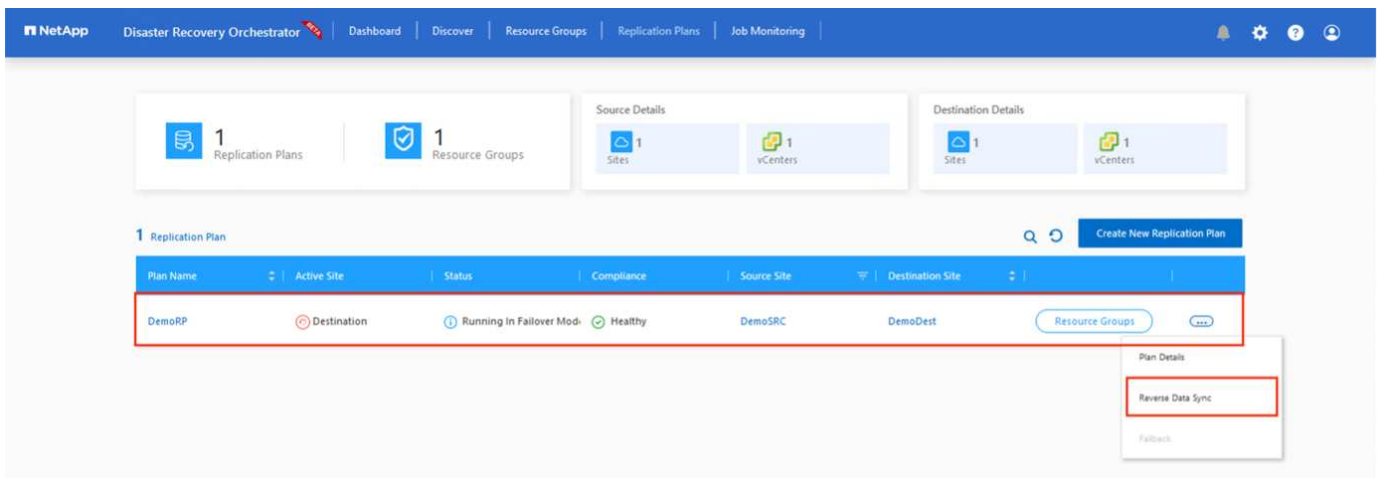 NetApp Disaster Recovery Orchestrator BETA Dashboard Discover Resource Groups Replication Plans Job Monitoring
1
Replication Plans
1
Resource Groups
Source Details
1
Sites
1
vCenters
Destination Details
1
Sites
1
vCenters
1 Replication Plan
Create New Replication Plan
Plan Name Active Site Status Compliance Source Site Destination Site
DemoRP Destination Running In Failover Mod Healthy DemoSRC DemoDest Resource Groups ...
Plan Details
Reverse Data Sync
Failback